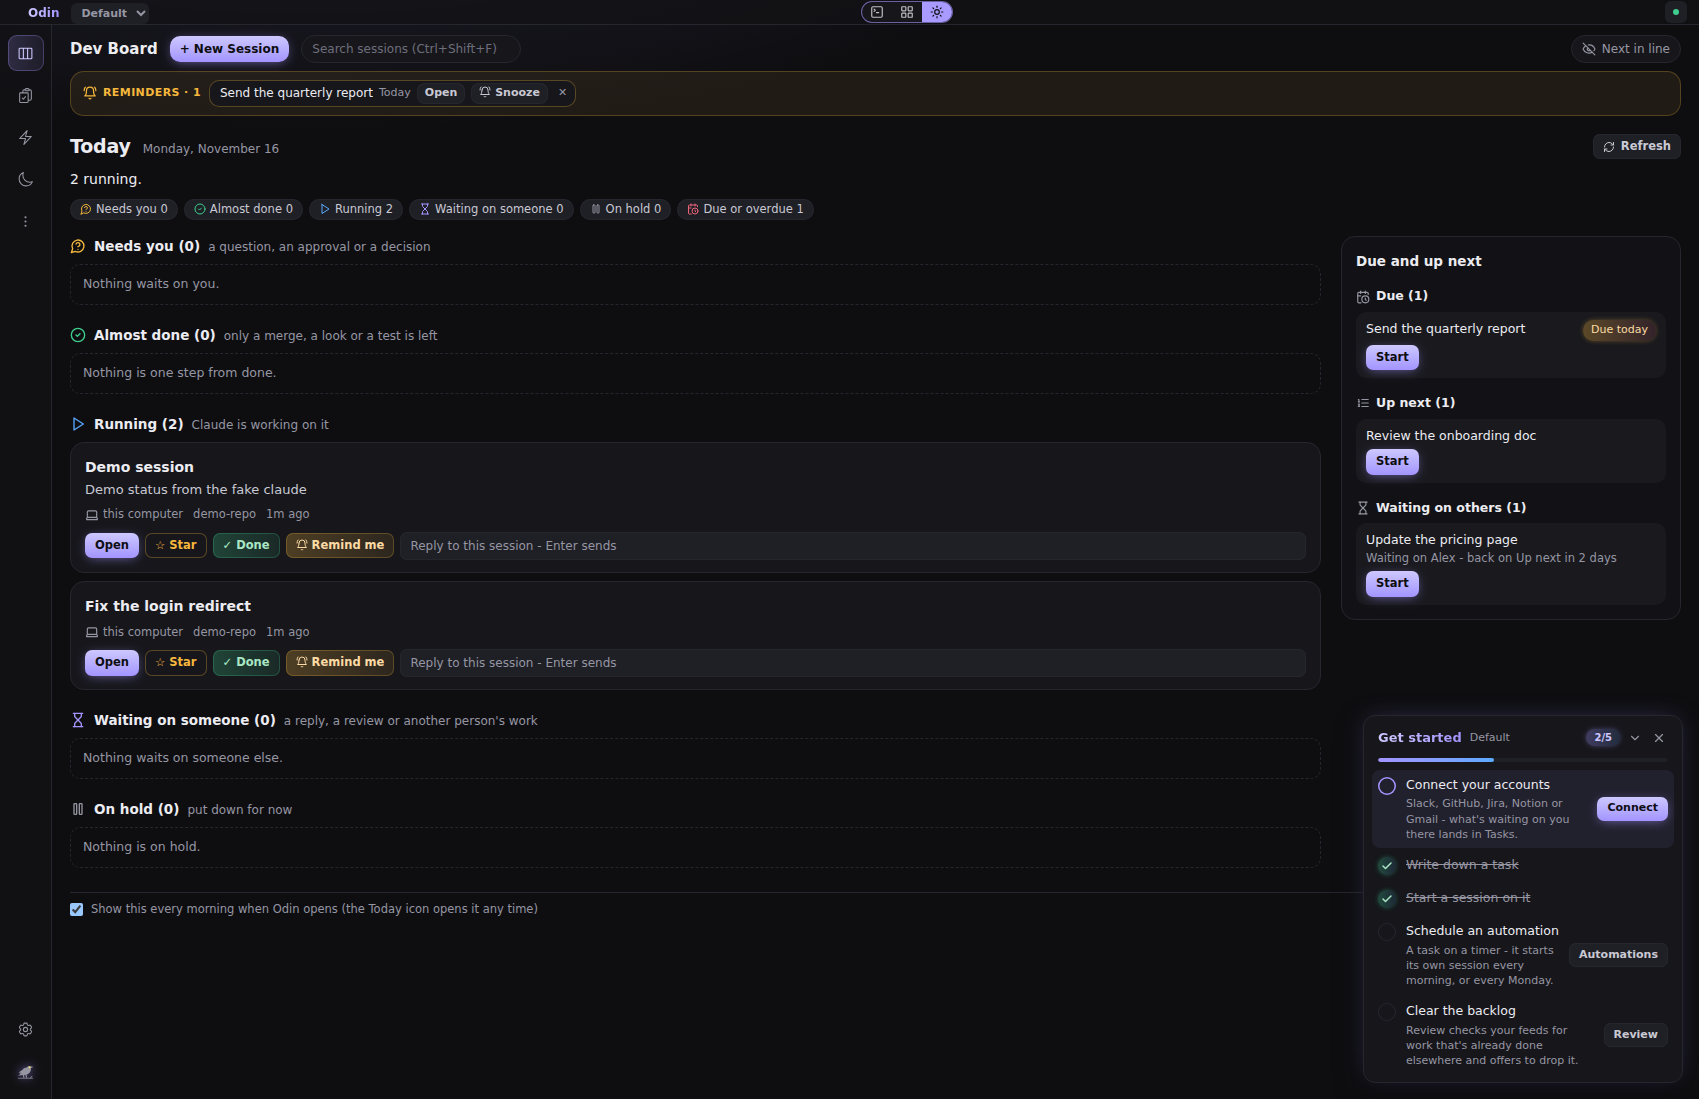 Odin Default
Dev Board + New Session Search sessions (Ctrl+Shift+F) Next in line
REMINDERS · 1 Send the quarterly report Today Open Snooze ×
Today Monday, November 16 Refresh
2 running.
Needs you 0 Almost done 0 Running 2 Waiting on someone 0 On hold 0 Due or overdue 1
Needs you (0) a question, an approval or a decision
Nothing waits on you.
Almost done (0) only a merge, a look or a test is left
Nothing is one step from done.
Running (2) Claude is working on it
Demo session
Demo status from the fake claude
this computer demo-repo 1m ago
Open ☆ Star ✓ Done Remind me Reply to this session - Enter sends
Fix the login redirect
this computer demo-repo 1m ago
Open ☆ Star ✓ Done Remind me Reply to this session - Enter sends
Waiting on someone (0) a reply, a review or another person's work
Nothing waits on someone else.
On hold (0) put down for now
Nothing is on hold.
Show this every morning when Odin opens (the Today icon opens it any time)
Due and up next
Due (1)
Send the quarterly report Due today
Start
Up next (1)
Review the onboarding doc
Start
Waiting on others (1)
Update the pricing page
Waiting on Alex - back on Up next in 2 days
Start
Get started Default 2/5
Connect your accounts
Slack, GitHub, Jira, Notion or
Gmail - what's waiting on you
there lands in Tasks.
Connect
Write down a task
Start a session on it
Schedule an automation
A task on a timer - it starts
its own session every
morning, or every Monday.
Automations
Clear the backlog
Review checks your feeds for
work that's already done
elsewhere and offers to drop it.
Review